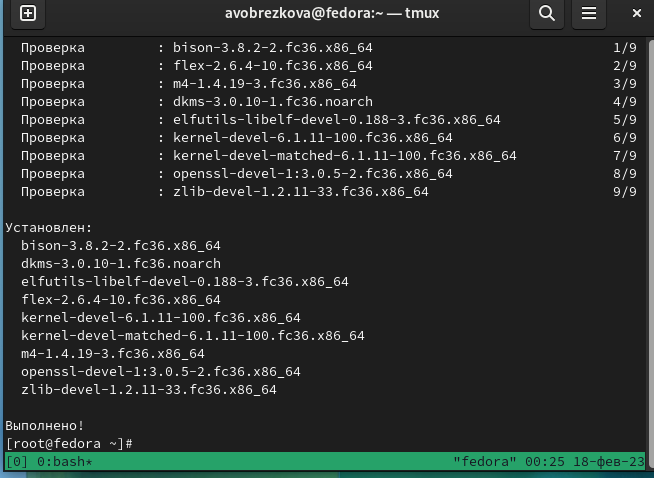 avobrezkova@fedora:~ — tmux
Проверка : bison-3.8.2-2.fc36.x86_64 1/9
Проверка : flex-2.6.4-10.fc36.x86_64 2/9
Проверка : m4-1.4.19-3.fc36.x86_64 3/9
Проверка : dkms-3.0.10-1.fc36.noarch 4/9
Проверка : elfutils-libelf-devel-0.188-3.fc36.x86_64 5/9
Проверка : kernel-devel-6.1.11-100.fc36.x86_64 6/9
Проверка : kernel-devel-matched-6.1.11-100.fc36.x86_64 7/9
Проверка : openssl-devel-1:3.0.5-2.fc36.x86_64 8/9
Проверка : zlib-devel-1.2.11-33.fc36.x86_64 9/9
Установлен:
bison-3.8.2-2.fc36.x86_64
dkms-3.0.10-1.fc36.noarch
elfutils-libelf-devel-0.188-3.fc36.x86_64
flex-2.6.4-10.fc36.x86_64
kernel-devel-6.1.11-100.fc36.x86_64
kernel-devel-matched-6.1.11-100.fc36.x86_64
m4-1.4.19-3.fc36.x86_64
openssl-devel-1:3.0.5-2.fc36.x86_64
zlib-devel-1.2.11-33.fc36.x86_64
Выполнено!
[root@fedora ~]#
[0] 0:bash* "fedora" 00:25 18-фев-23